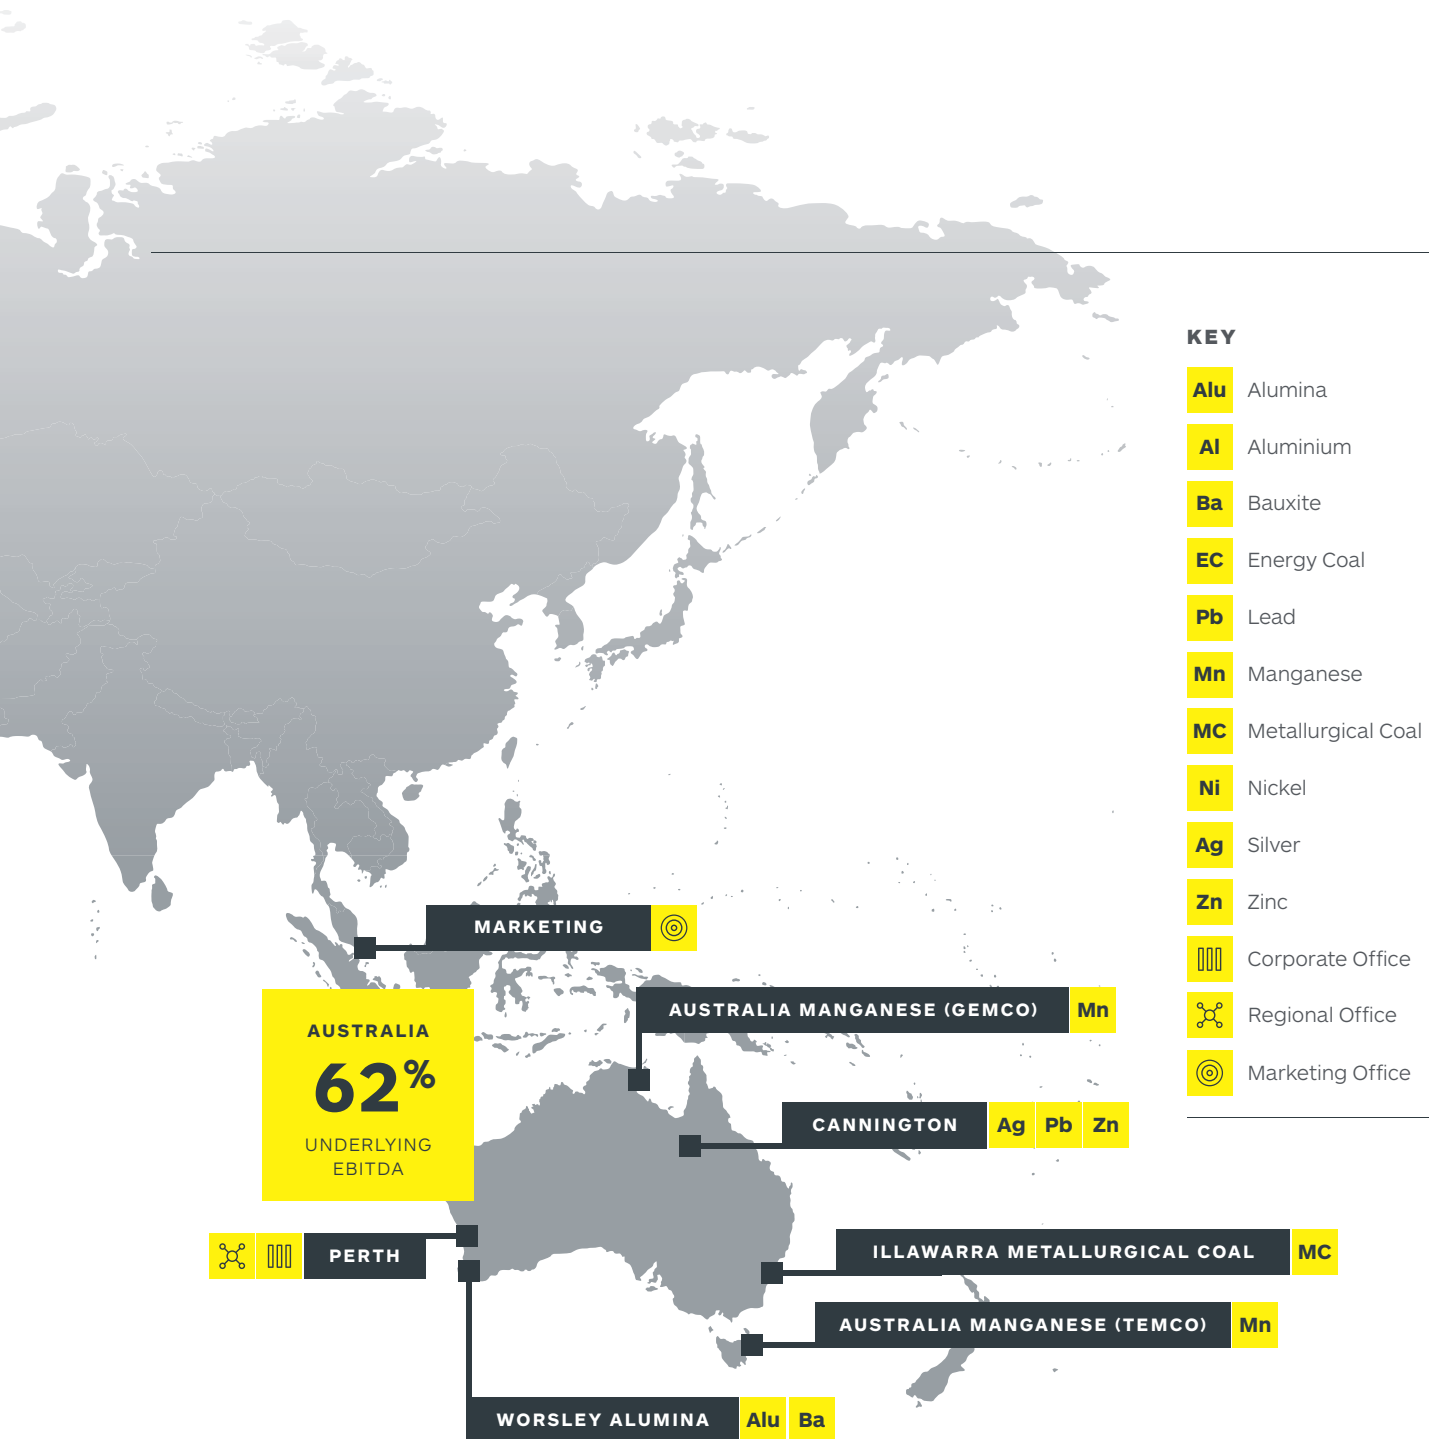 KEY
Alu Alumina
Al Aluminium
Ba Bauxite
EC Energy Coal
Pb Lead
Mn Manganese
MC Metallurgical Coal
Ni Nickel
Ag Silver
Zn Zinc
Corporate Office
Regional Office
Marketing Office
MARKETING
AUSTRALIA MANGANESE (GEMCO) Mn
AUSTRALIA
62%
UNDERLYING
EBITDA
CANNINGTON Ag Pb Zn
PERTH
ILLAWARRA METALLURGICAL COAL MC
AUSTRALIA MANGANESE (TEMCO) Mn
WORSLEY ALUMINA Alu Ba